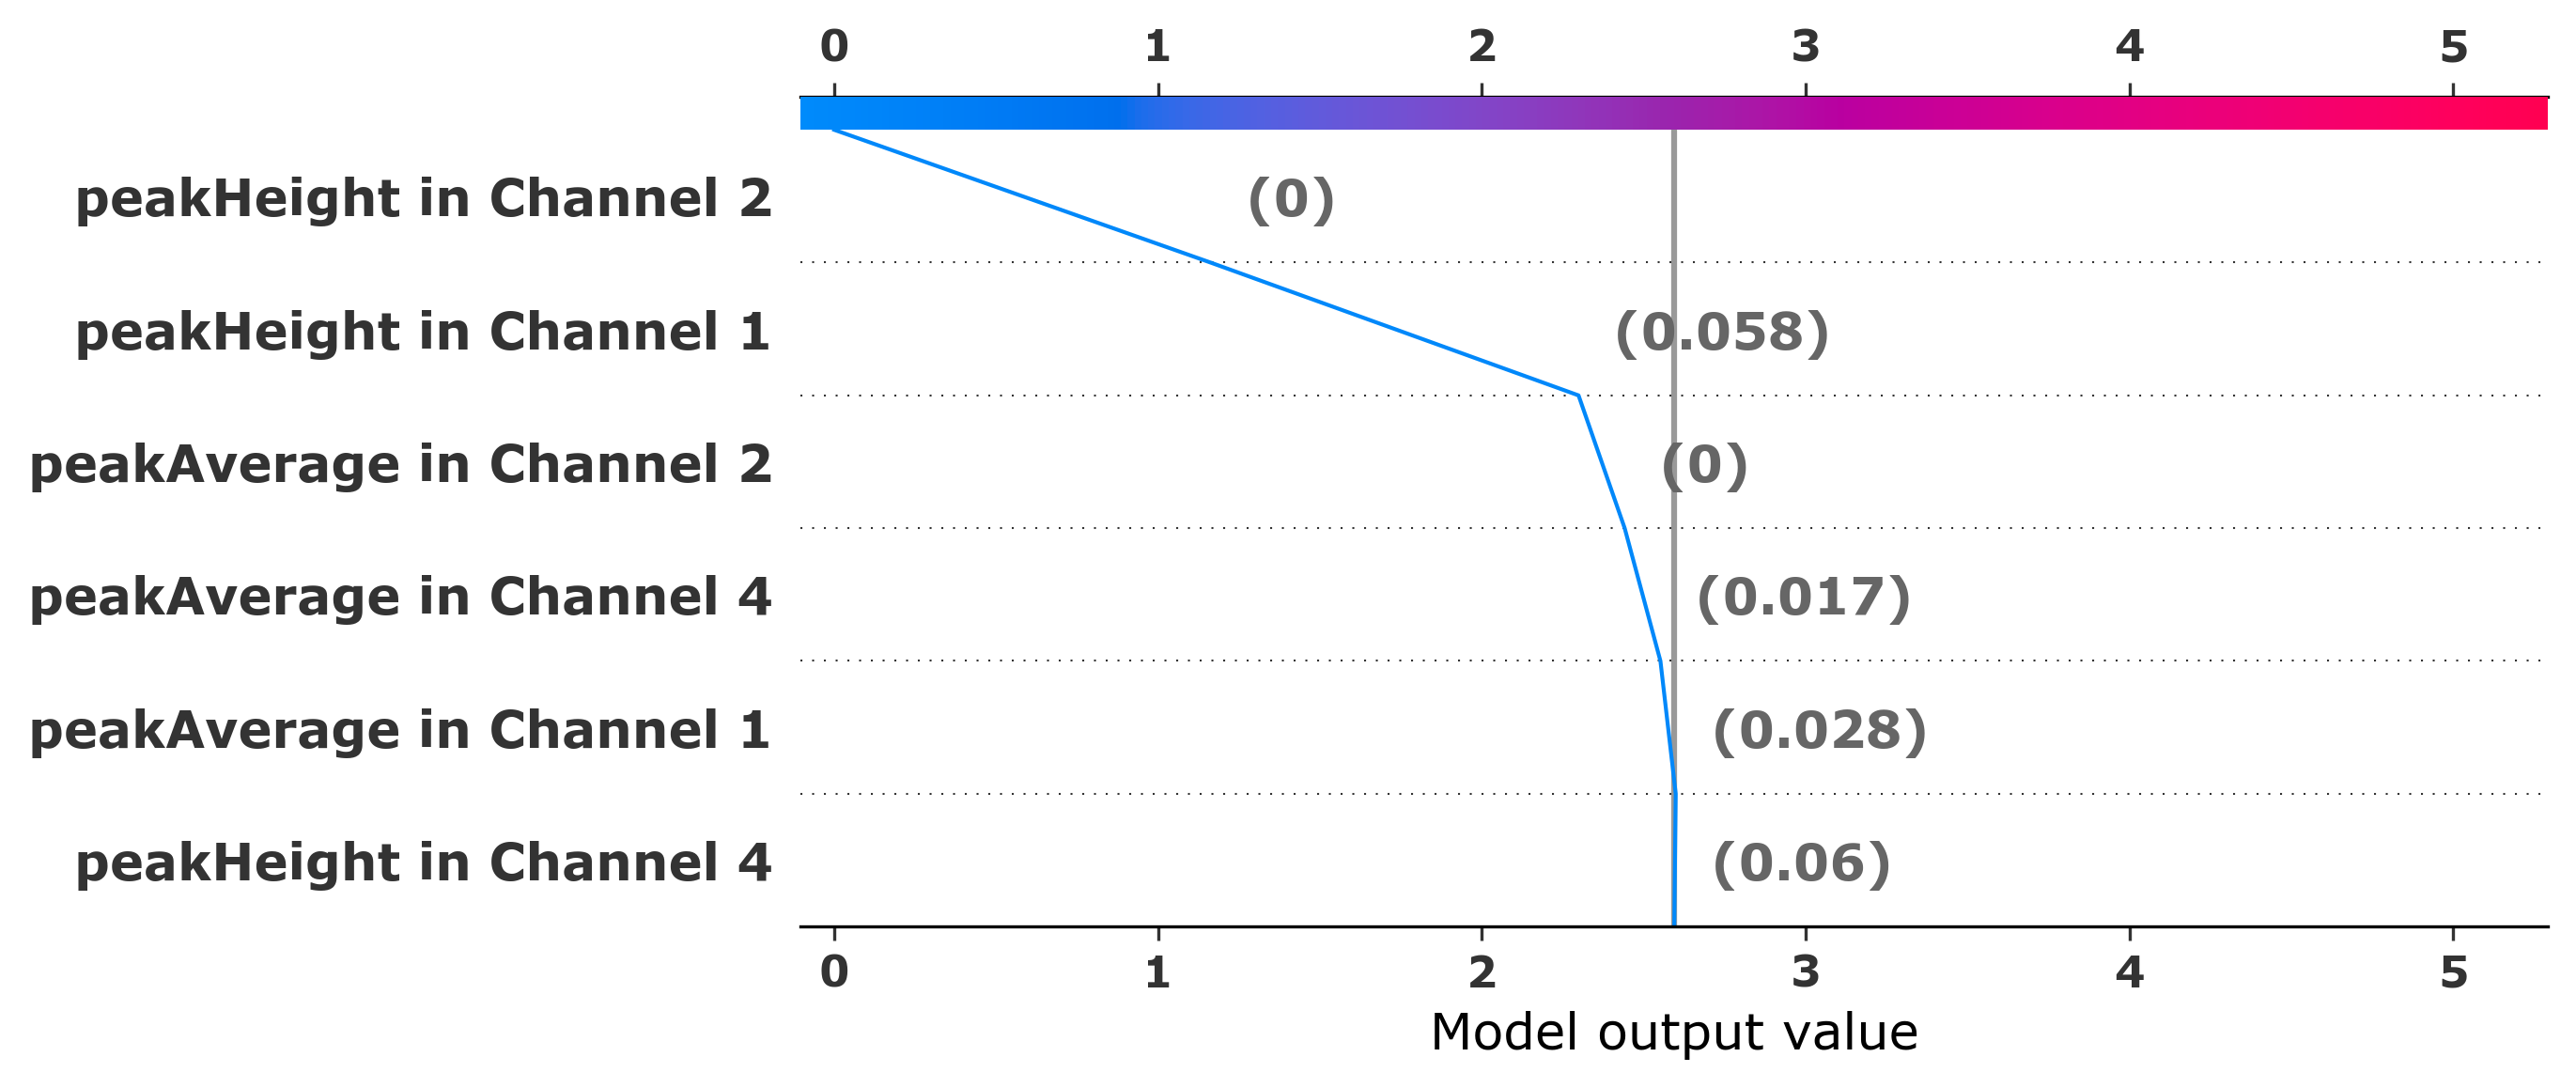 0 1 2 3 4 5
peakHeight in Channel 2 (0)
peakHeight in Channel 1 (0.058)
peakAverage in Channel 2 (0)
peakAverage in Channel 4 (0.017)
peakAverage in Channel 1 (0.028)
peakHeight in Channel 4 (0.06)
0 1 2 3 4 5
Model output value